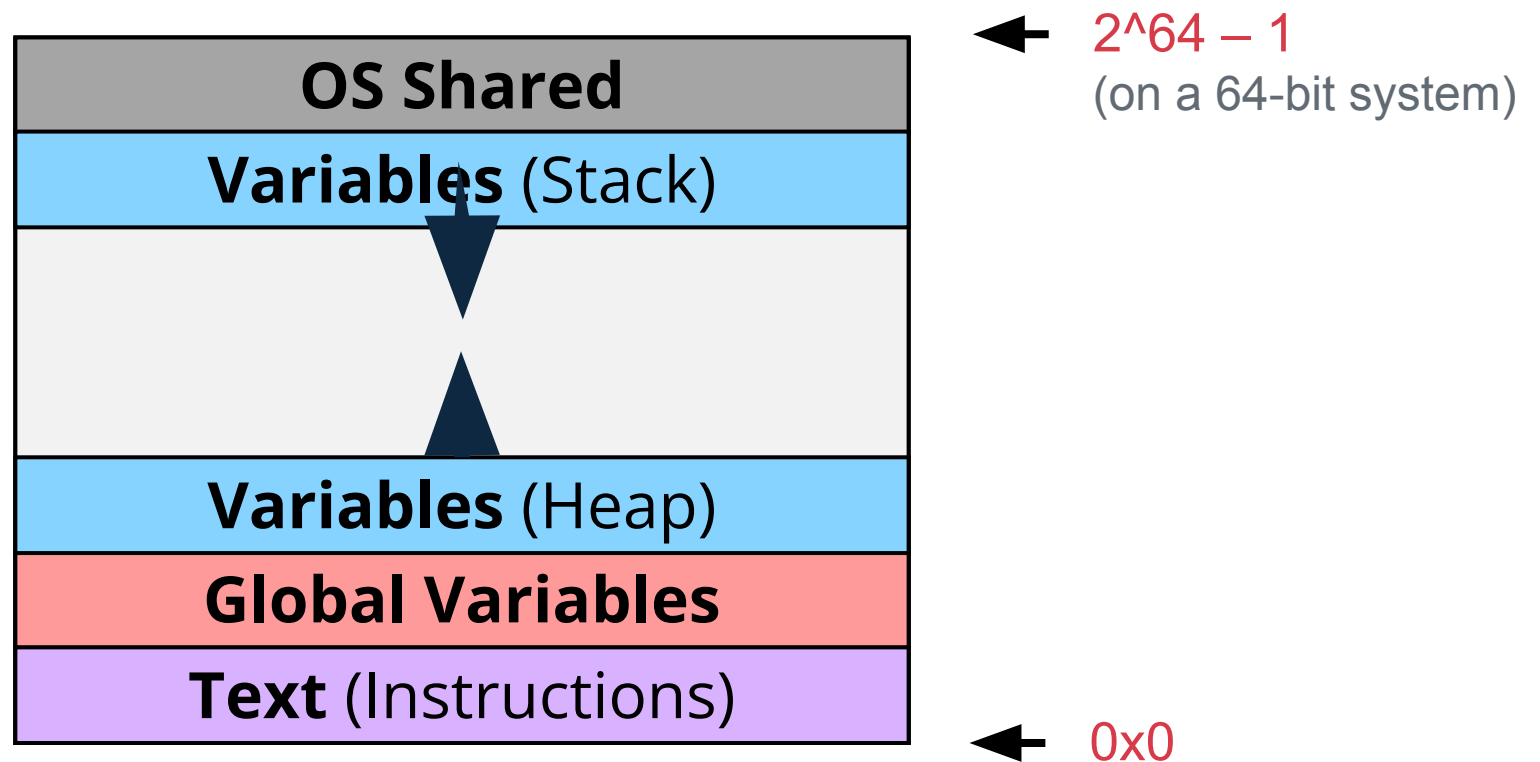 2^64 – 1
OS Shared
(on a 64-bit system)
Variables (Stack)
Variables (Heap)
Global Variables
Text (Instructions)
0x0